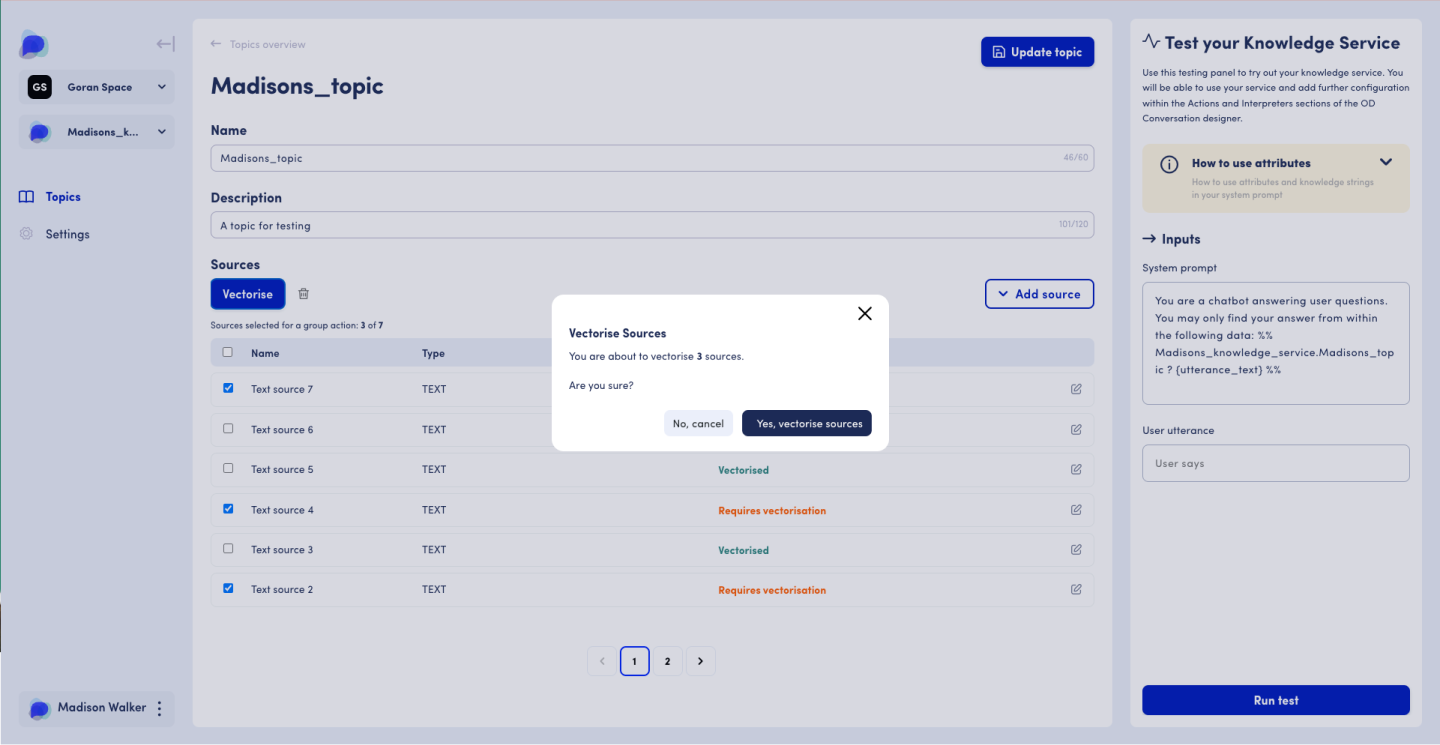 GS
Goran Space
Madisons_k...
Topics
Settings
Madison Walker
Topics overview
Update topic
Madisons_topic
Name
Madisons_topic
46/60
Description
A topic for testing
101/120
Sources
Vectorise
Add source
Sources selected for a group action: 3 of 7
Name Type
Text source 7 TEXT
Text source 6 TEXT
Text source 5 TEXT Vectorised
Text source 4 TEXT Requires vectorisation
Text source 3 TEXT Vectorised
Text source 2 TEXT Requires vectorisation
1 2
Vectorise Sources
You are about to vectorise 3 sources.
Are you sure?
No, cancel
Yes, vectorise sources
Test your Knowledge Service
Use this testing panel to try out your knowledge service. You
will be able to use your service and add further configuration
within the Actions and Interpreters sections of the OD
Conversation designer.
How to use attributes
How to use attributes and knowledge strings
in your system prompt
Inputs
System prompt
You are a chatbot answering user questions.
You may only find your answer from within
the following data: %%
Madisons_knowledge_service.Madisons_top
ic ? {utterance_text} %%
User utterance
User says
Run test